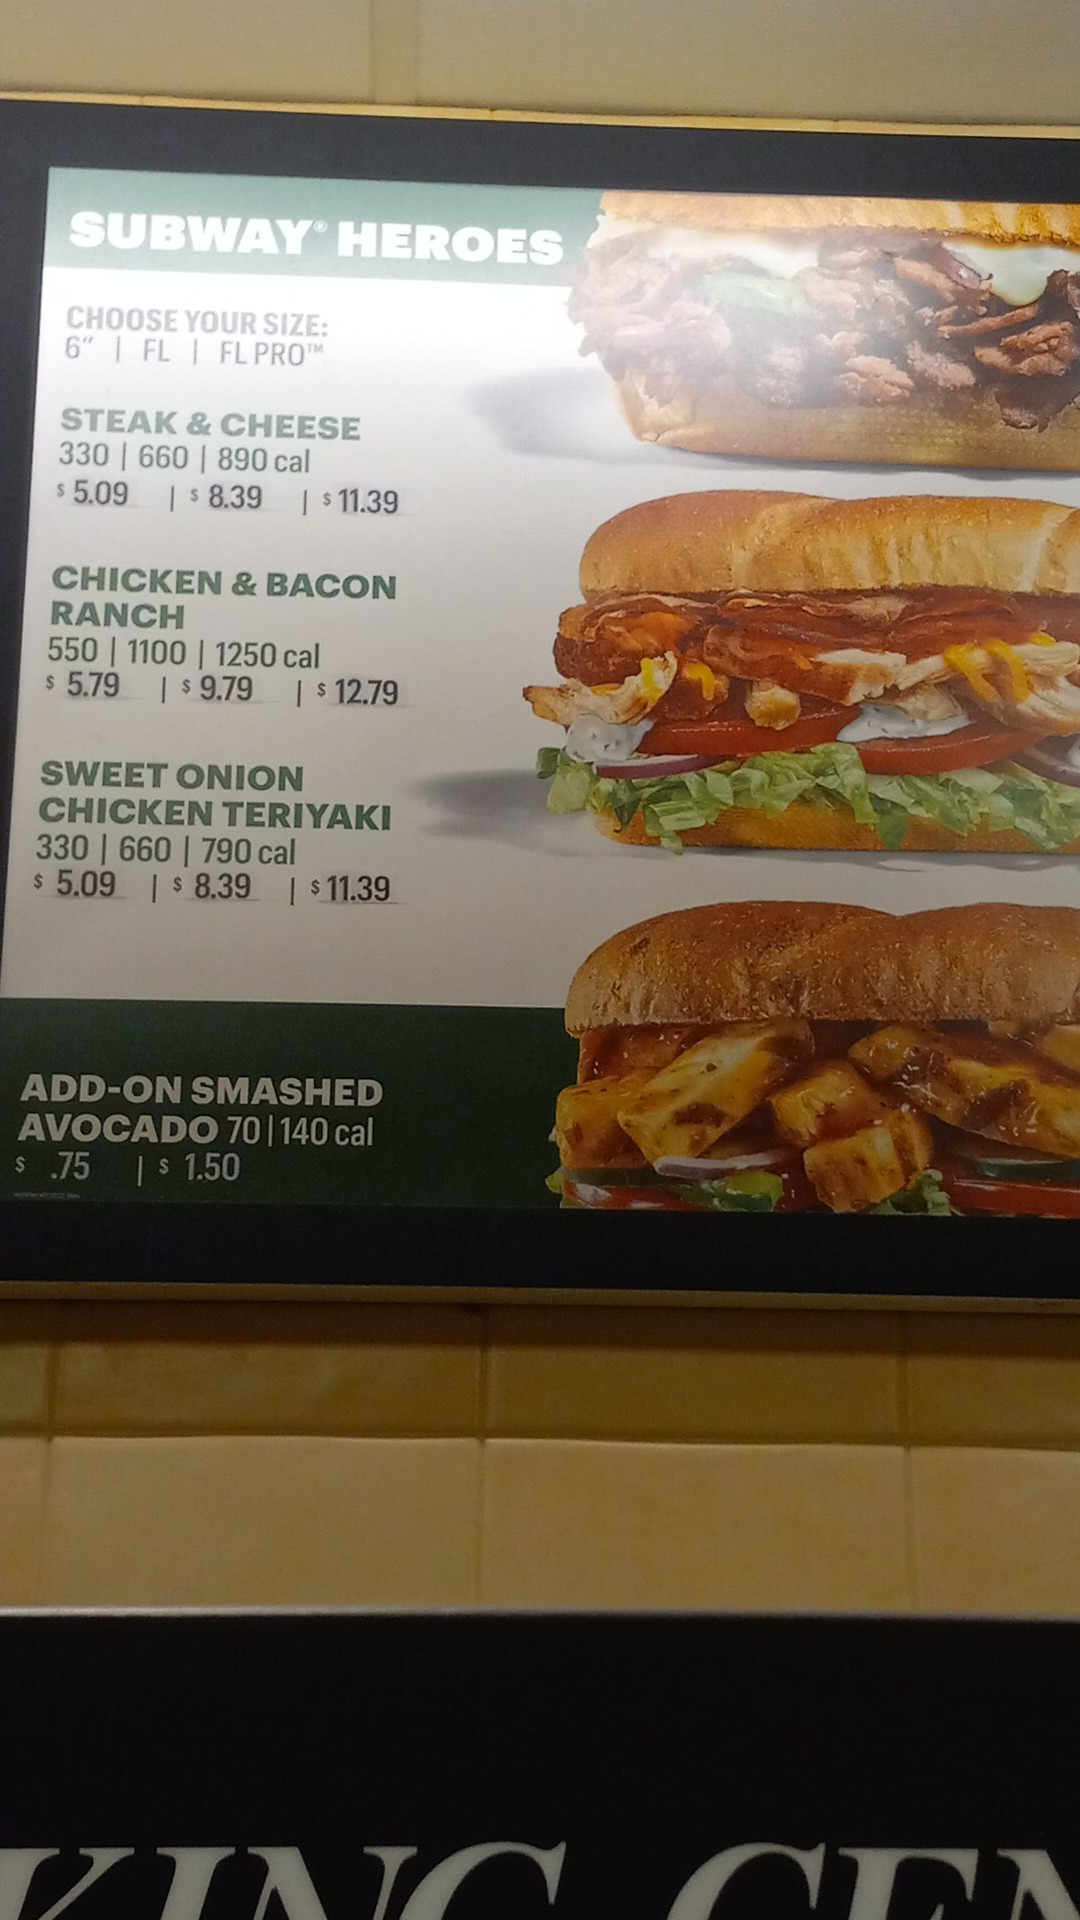 SUBWAY® HEROES
CHOOSE YOUR SIZE:
6" | FL | FL PRO™
STEAK & CHEESE
330 | 660 | 890 cal
$ 5.09 | $ 8.39 | $ 11.39
CHICKEN & BACON
RANCH
550 | 1100 | 1250 cal
$ 5.79 | $ 9.79 | $ 12.79
SWEET ONION
CHICKEN TERIYAKI
330 | 660 | 790 cal
$ 5.09 | $ 8.39 | $ 11.39
ADD-ON SMASHED
AVOCADO 70 | 140 cal
$ .75 | $ 1.50
KING CEN